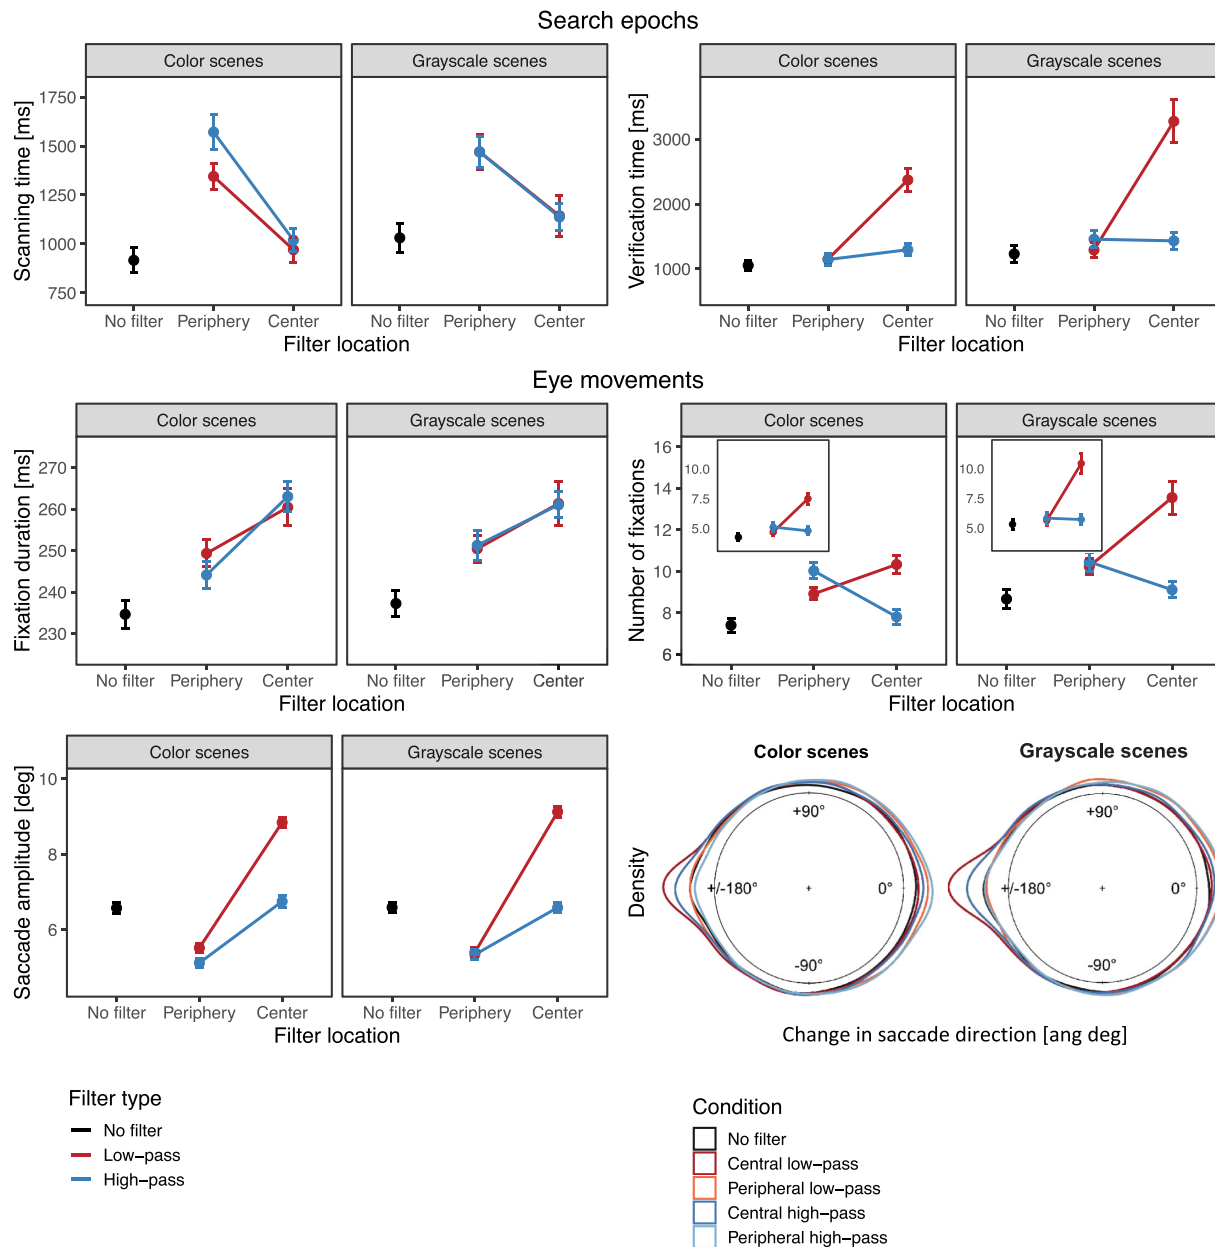 Search epochs
Color scenes
Grayscale scenes
Scanning time [ms]
1750
1500
1250
1000
750
No filter Periphery Center
No filter Periphery Center
Filter location
Color scenes
Grayscale scenes
Verification time [ms]
3000
2000
1000
No filter Periphery Center
No filter Periphery Center
Filter location
Eye movements
Color scenes
Grayscale scenes
Fixation duration [ms]
270
260
250
240
230
No filter Periphery Center
No filter Periphery Center
Filter location
Color scenes
Grayscale scenes
Number of fixations
16
14
12
10
8
6
10.0
7.5
5.0
10.0
7.5
5.0
No filter Periphery Center
No filter Periphery Center
Filter location
Color scenes
Grayscale scenes
Saccade amplitude [deg]
10
8
6
No filter Periphery Center
No filter Periphery Center
Filter location
Color scenes
Grayscale scenes
Density
+90°
+/-180°
0°
-90°
+90°
+/-180°
0°
-90°
Change in saccade direction [ang deg]
Filter type
No filter
Low−pass
High−pass
Condition
No filter
Central low−pass
Peripheral low−pass
Central high−pass
Peripheral high−pass